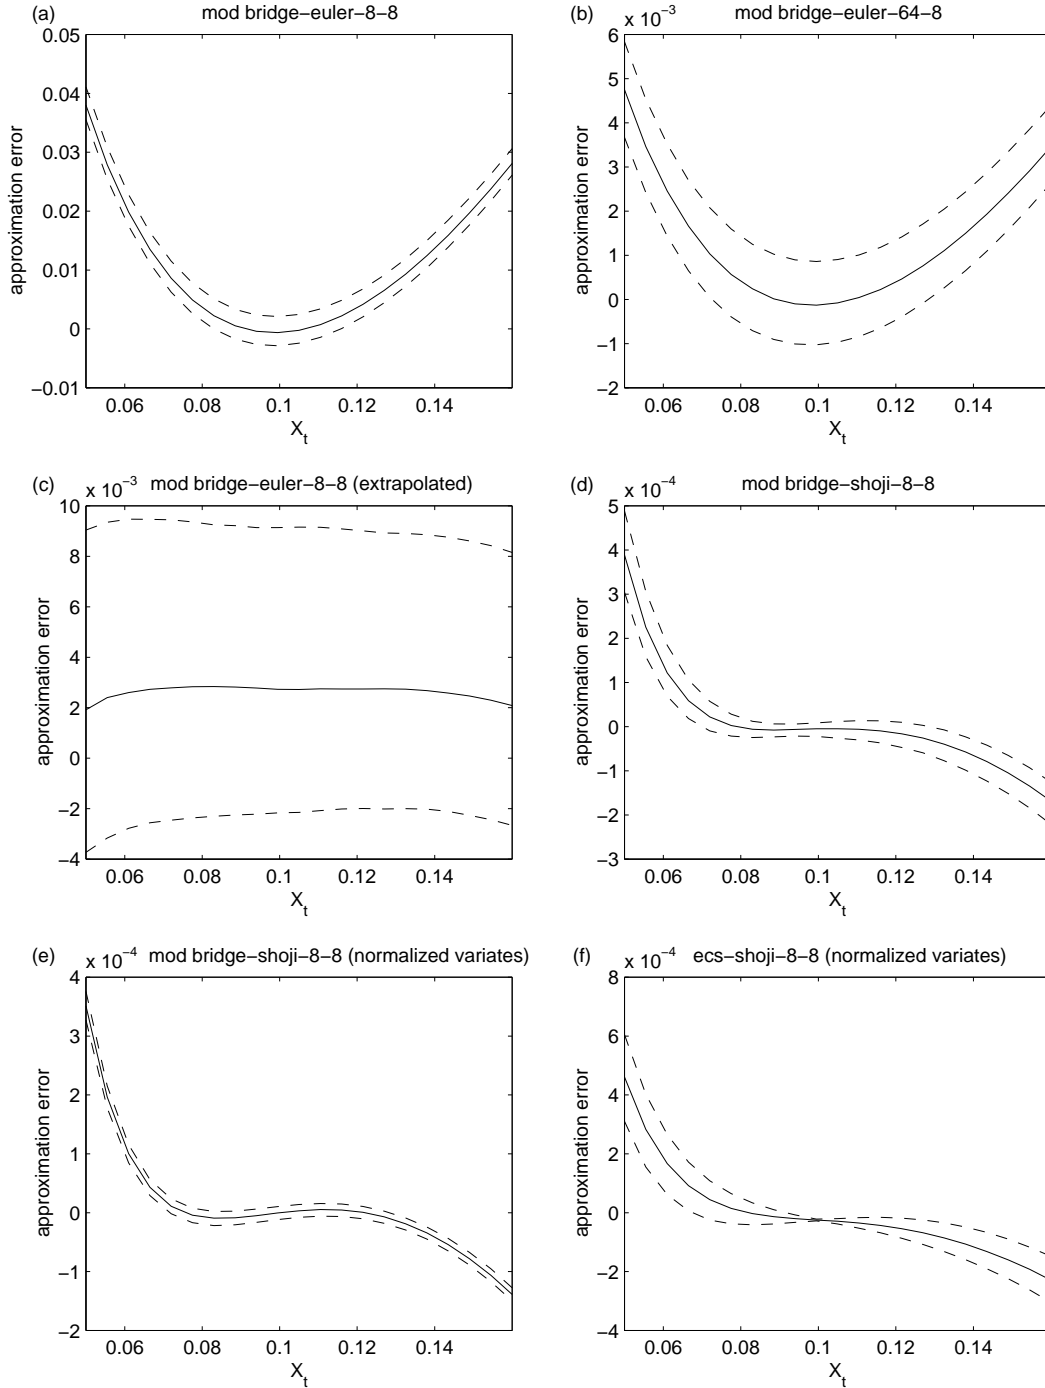 (a) mod bridge−euler−8−8
0.05
0.04
0.03
0.02
0.01
0
−0.01
approximation error
0.06 0.08 0.1 0.12 0.14
X_t
(b) mod bridge−euler−64−8
x 10^−3
6
5
4
3
2
1
0
−1
−2
approximation error
0.06 0.08 0.1 0.12 0.14
X_t
(c) x 10^−3 mod bridge−euler−8−8 (extrapolated)
10
8
6
4
2
0
−2
−4
approximation error
0.06 0.08 0.1 0.12 0.14
X_t
(d) mod bridge−shoji−8−8
x 10^−4
5
4
3
2
1
0
−1
−2
−3
approximation error
0.06 0.08 0.1 0.12 0.14
X_t
(e) x 10^−4 mod bridge−shoji−8−8 (normalized variates)
4
3
2
1
0
−1
−2
approximation error
0.06 0.08 0.1 0.12 0.14
X_t
(f) ecs−shoji−8−8 (normalized variates)
x 10^−4
8
6
4
2
0
−2
−4
approximation error
0.06 0.08 0.1 0.12 0.14
X_t